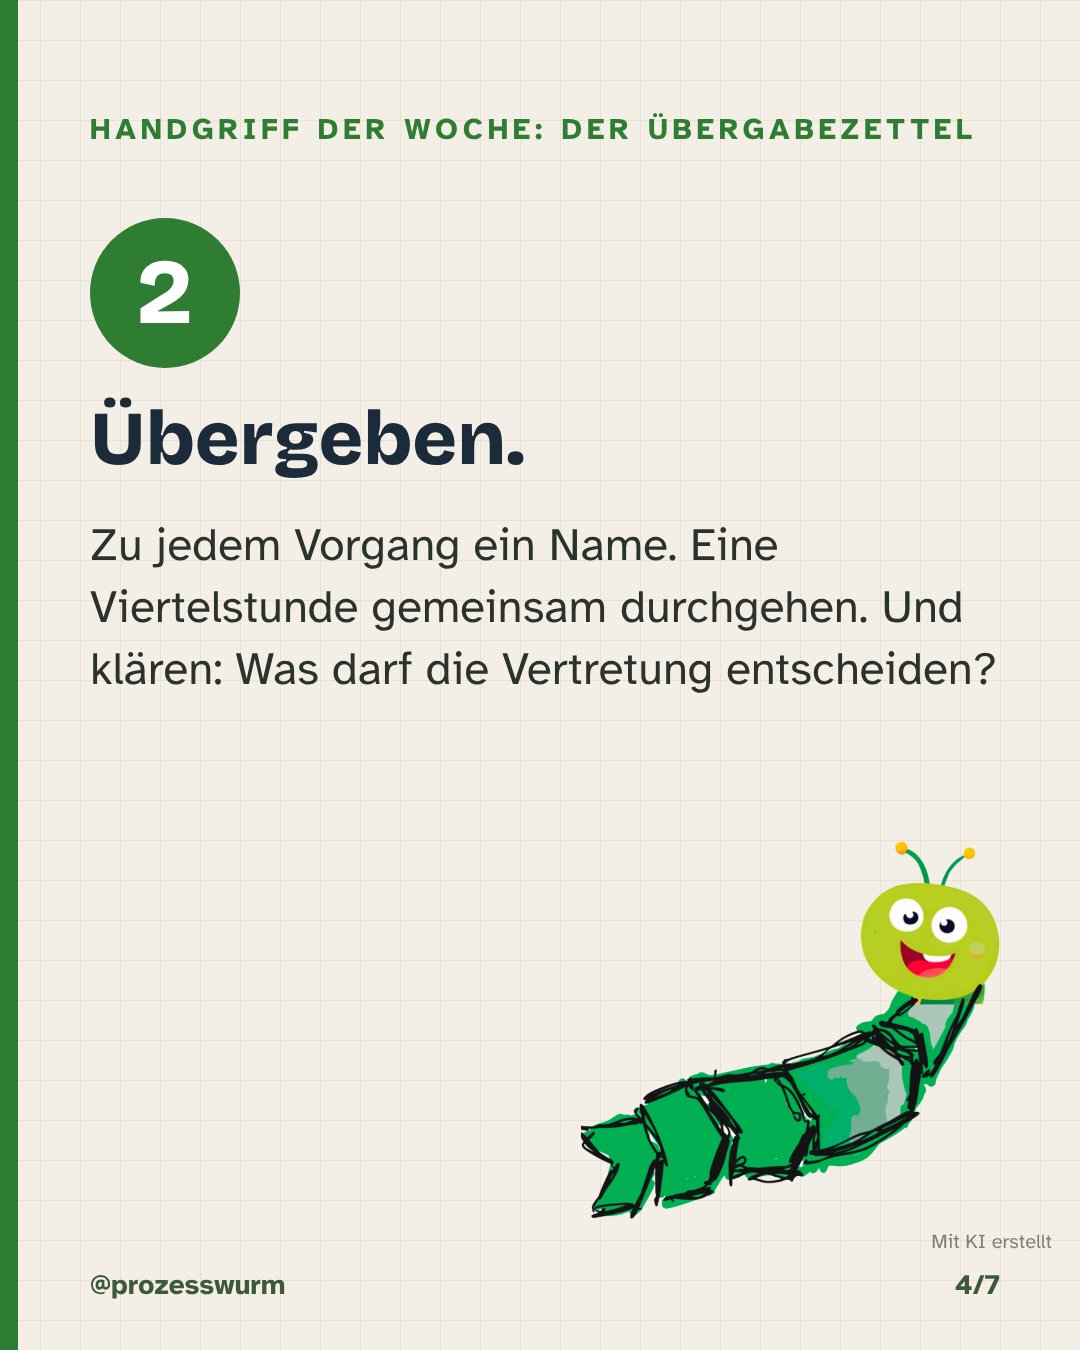 HANDGRIFF DER WOCHE: DER ÜBERGABEZETTEL
2
Übergeben.
Zu jedem Vorgang ein Name. Eine
Viertelstunde gemeinsam durchgehen. Und
klären: Was darf die Vertretung entscheiden?
Mit KI erstellt
@prozesswurm
4/7